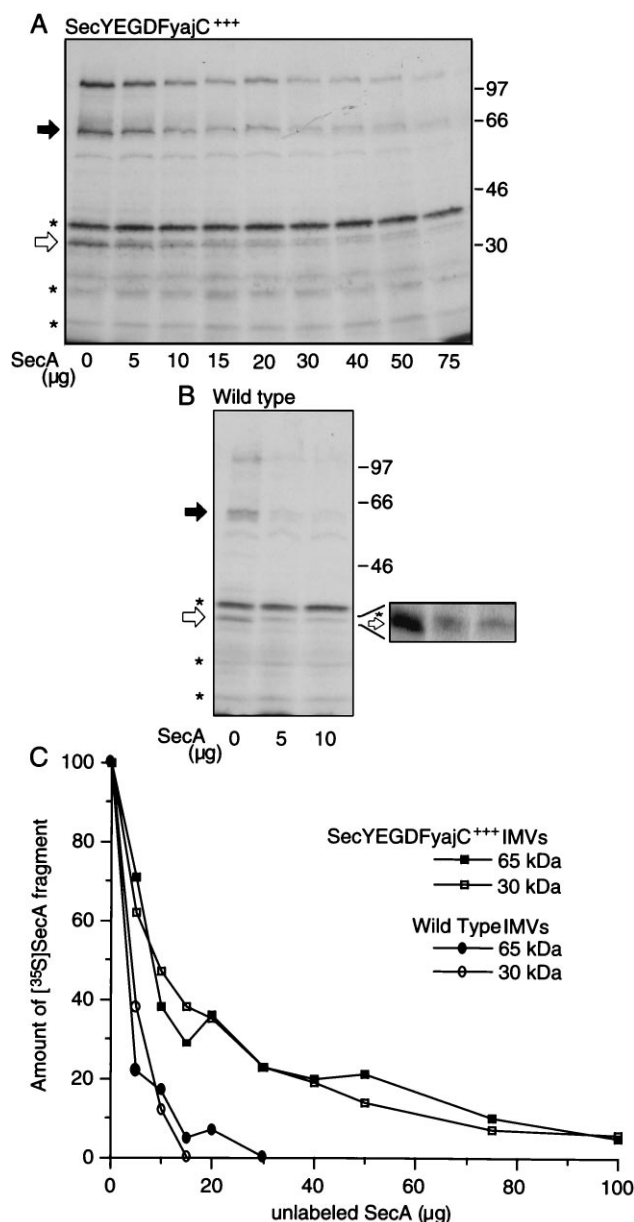 A SecYEGDFyajC+++
-97
-66
-46
-30
*
*
*
SecA (µg) 0 5 10 15 20 30 40 50 75
B Wild type
-97
-66
-46
*
*
*
*
SecA (µg) 0 5 10
C
Amount of [35S]SecA fragment
100
80
60
40
20
0
SecYEGDFyajC+++ IMVs
65 kDa
30 kDa
Wild Type IMVs
65 kDa
30 kDa
0 20 40 60 80 100
unlabeled SecA (µg)